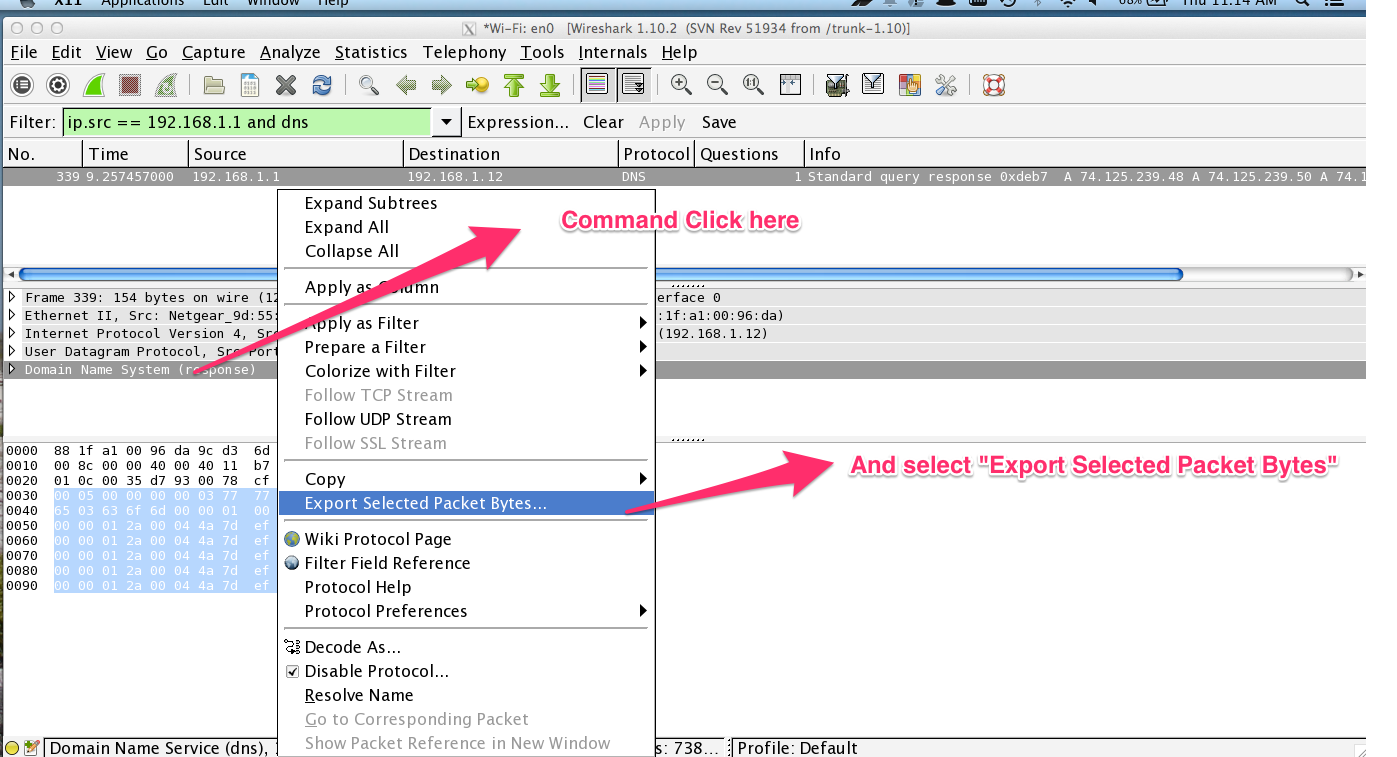 X11 Applications Edit Window Help 68% Thu 11:14 AM
*Wi-Fi: en0 [Wireshark 1.10.2 (SVN Rev 51934 from /trunk-1.10)]
File Edit View Go Capture Analyze Statistics Telephony Tools Internals Help
Filter: ip.src == 192.168.1.1 and dns Expression... Clear Apply Save
No. Time Source Destination Protocol Questions Info
339 9.257457000 192.168.1.1 192.168.1.12 DNS 1 Standard query response 0xdeb7 A 74.125.239.48 A 74.125.239.50 A 74.1
Expand Subtrees
Command Click here
Expand All
Collapse All
Apply as Column
Frame 339: 154 bytes on wire (12 erface 0
Ethernet II, Src: Netgear_9d:55: :1f:a1:00:96:da)
Apply as Filter
Internet Protocol Version 4, Src (192.168.1.12)
Prepare a Filter
User Datagram Protocol, Src Port
Domain Name System (response)
Colorize with Filter
Follow TCP Stream
Follow UDP Stream
Follow SSL Stream
0000 88 1f a1 00 96 da 9c d3 6d
0010 00 8c 00 00 40 00 40 11 b7
0020 01 0c 00 35 d7 93 00 78 cf
0030 00 05 00 00 00 00 03 77 77
0040 65 03 63 6f 6d 00 00 01 00
0050 00 00 01 2a 00 04 4a 7d ef
0060 00 00 01 2a 00 04 4a 7d ef
0070 00 00 01 2a 00 04 4a 7d ef
0080 00 00 01 2a 00 04 4a 7d ef
0090 00 00 01 2a 00 04 4a 7d ef
And select "Export Selected Packet Bytes"
Copy
Export Selected Packet Bytes...
Wiki Protocol Page
Filter Field Reference
Protocol Help
Protocol Preferences
Decode As...
Disable Protocol...
Resolve Name
Go to Corresponding Packet
Show Packet Reference in New Window
Domain Name Service (dns), s: 738... Profile: Default